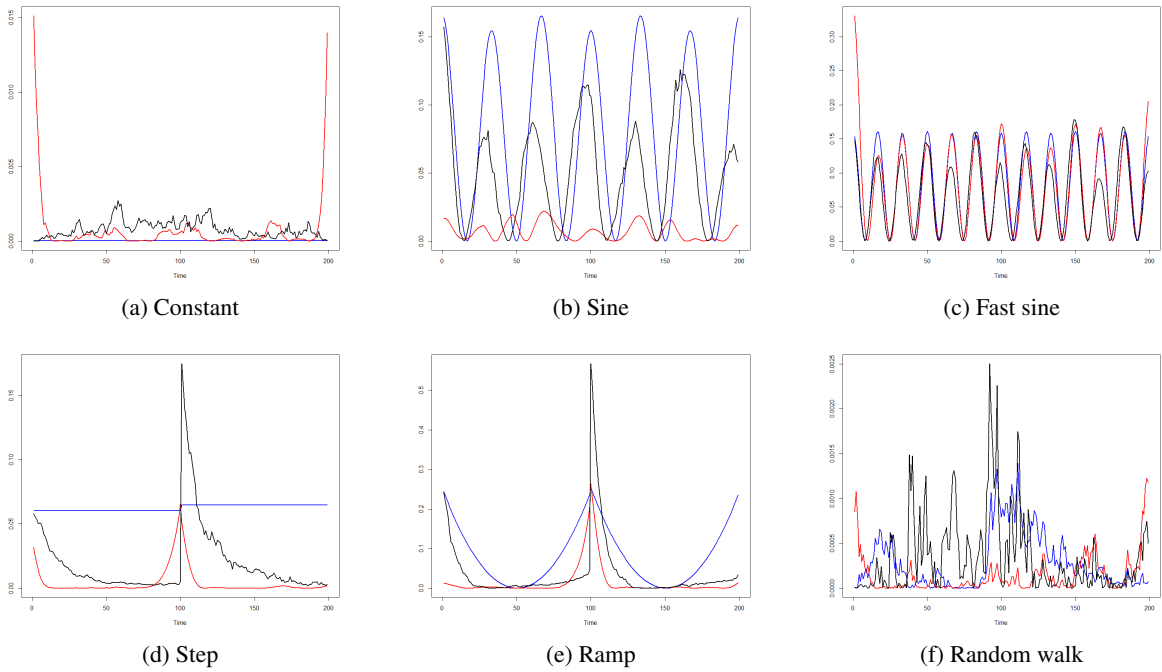 0.000 0.005 0.010 0.015
0 50 100 150 200
Time
(a) Constant
0.00 0.05 0.10 0.15
0 50 100 150 200
Time
(b) Sine
0.00 0.05 0.10 0.15 0.20 0.25 0.30
0 50 100 150 200
Time
(c) Fast sine
0.00 0.05 0.10 0.15
0 50 100 150 200
Time
(d) Step
0.0 0.1 0.2 0.3 0.4 0.5
0 50 100 150 200
Time
(e) Ramp
0.0000 0.0005 0.0010 0.0015 0.0020 0.0025
0 50 100 150 200
Time
(f) Random walk